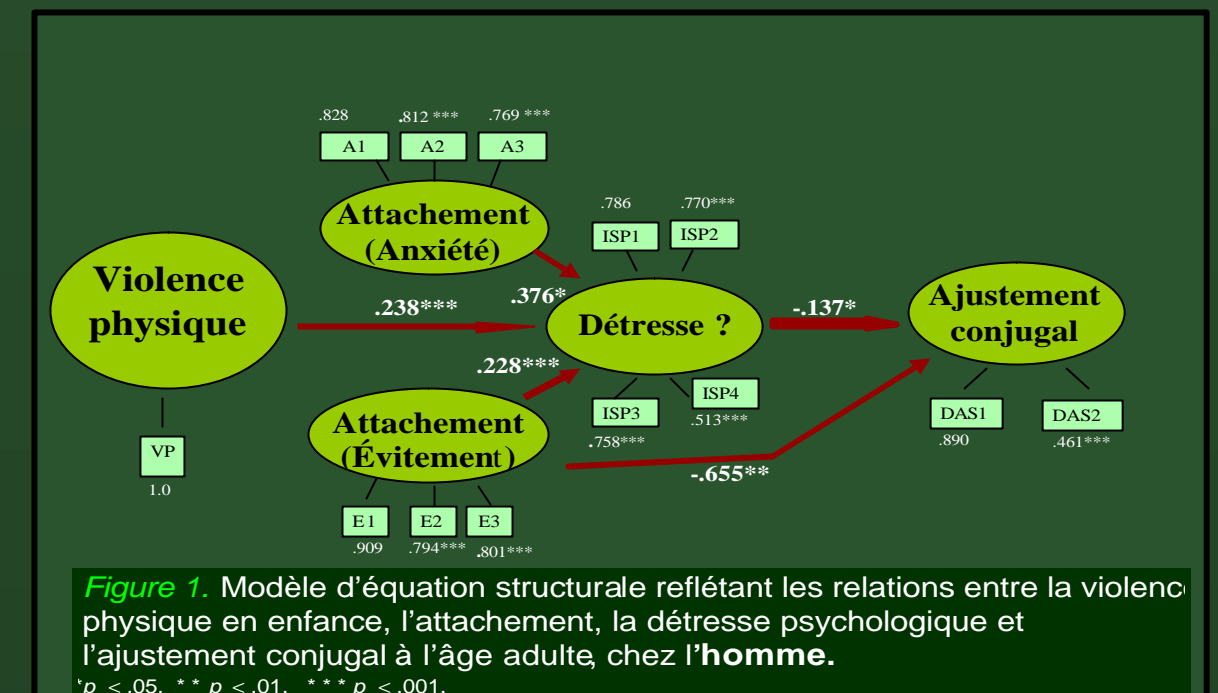 .828 .812 *** .769 ***
A1 A2 A3
Attachement
(Anxiété)
.786 .770***
ISP1 ISP2
Violence
physique
.238***
.376*
Détresse ?
-.137*
Ajustement
conjugal
.228***
ISP3 ISP4
.758*** .513***
DAS1 DAS2
.890 .461***
Attachement
(Évitement)
-.655**
VP
1.0
E1 E2 E3
.909 .794*** .801***
Figure 1. Modèle d'équation structurale reflétant les relations entre la violenc
physique en enfance, l'attachement, la détresse psychologique et
l'ajustement conjugal à l'âge adulte, chez l'homme.
*p < .05. ** p < .01. *** p < .001.